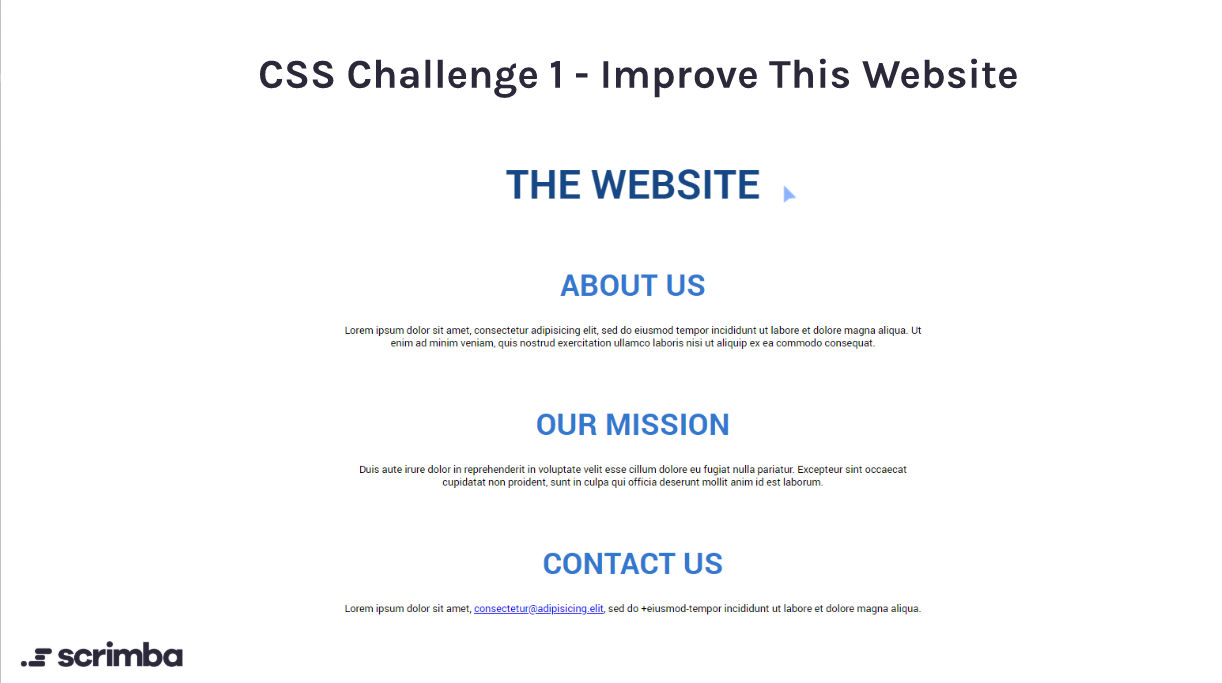 CSS Challenge 1 - Improve This Website
THE WEBSITE
ABOUT US
Lorem ipsum dolor sit amet, consectetur adipisicing elit, sed do eiusmod tempor incididunt ut labore et dolore magna aliqua. Ut
enim ad minim veniam, quis nostrud exercitation ullamco laboris nisi ut aliquip ex ea commodo consequat.
OUR MISSION
Duis aute irure dolor in reprehenderit in voluptate velit esse cillum dolore eu fugiat nulla pariatur. Excepteur sint occaecat
cupidatat non proident, sunt in culpa qui officia deserunt mollit anim id est laborum.
CONTACT US
Lorem ipsum dolor sit amet, consectetur@adipisicing.elit, sed do +eiusmod-tempor incididunt ut labore et dolore magna aliqua.
scrimba